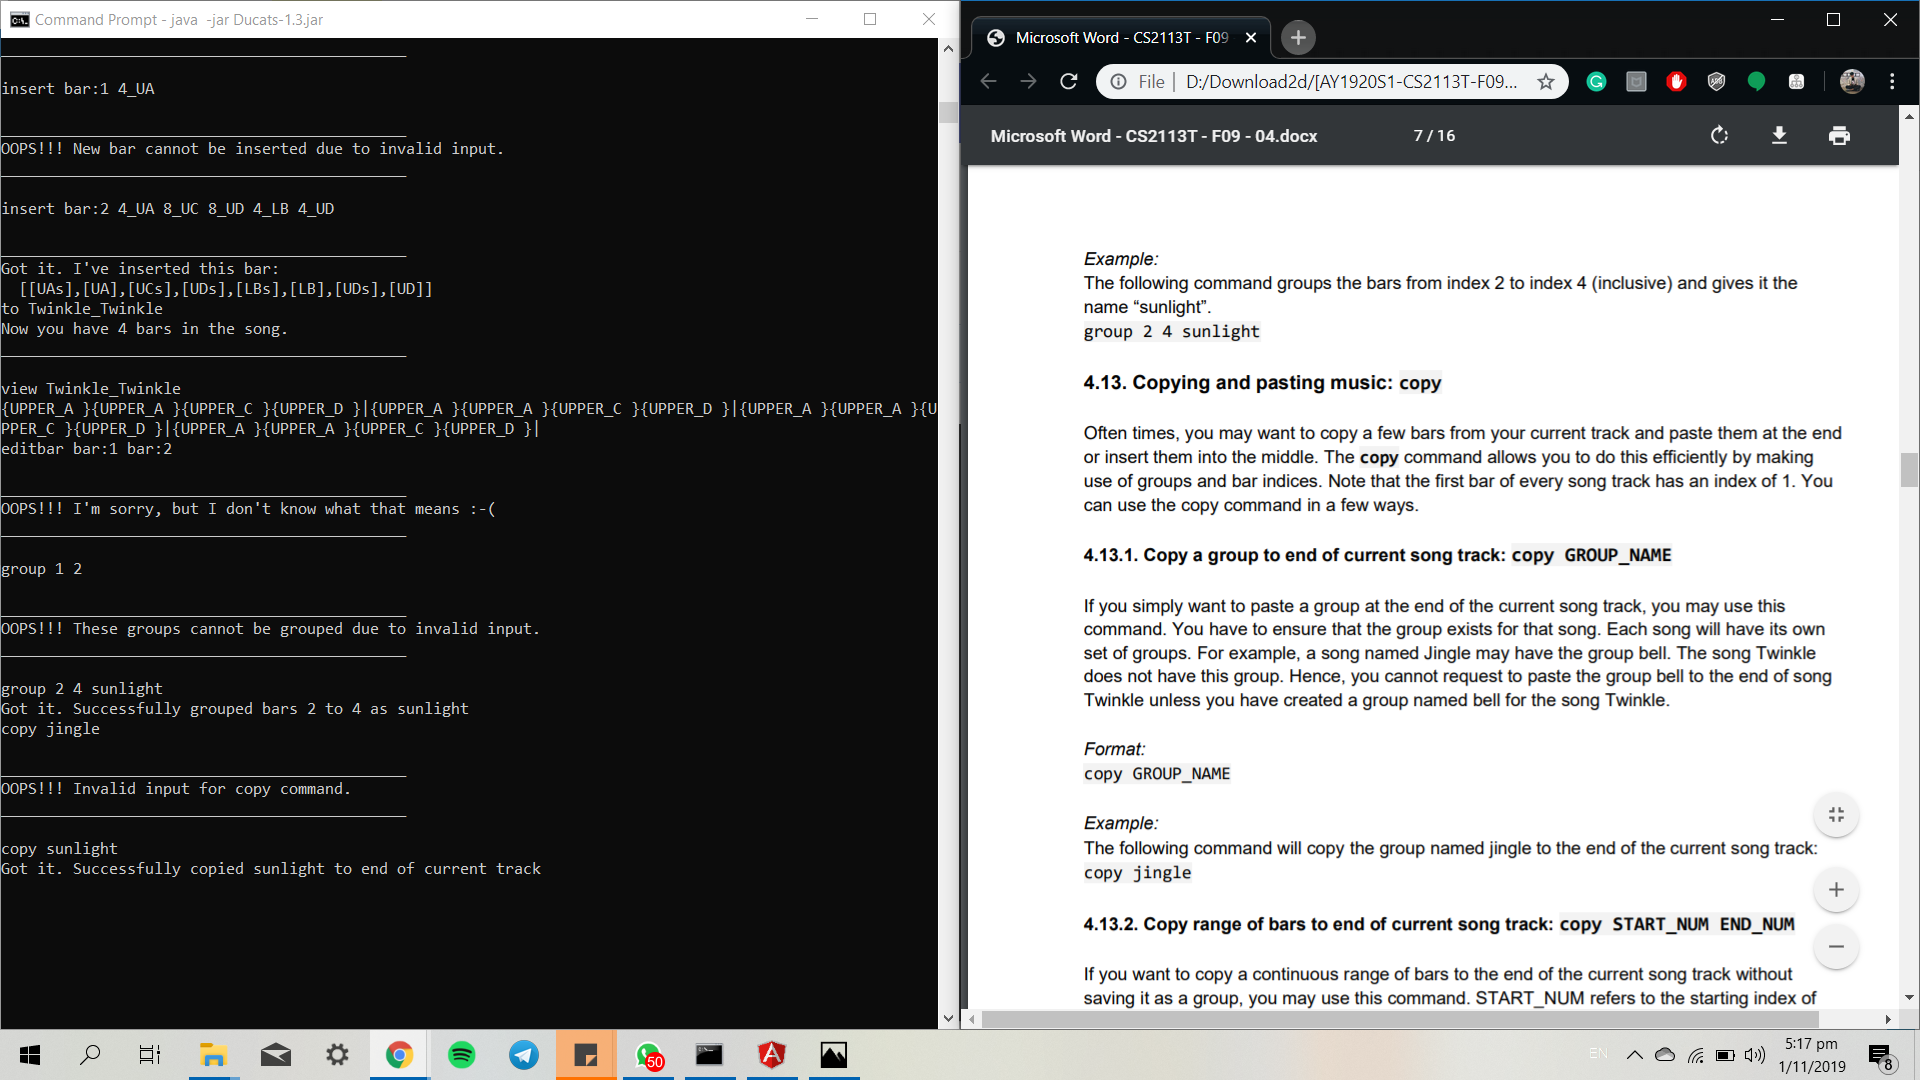 Command Prompt - java  -jar Ducats-1.3.jar
insert bar:1 4_UA
OOPS!!! New bar cannot be inserted due to invalid input.
insert bar:2 4_UA 8_UC 8_UD 4_LB 4_UD
Got it. I've inserted this bar:
[[UAs],[UA],[UCs],[UDs],[LBs],[LB],[UDs],[UD]]
to Twinkle_Twinkle
Now you have 4 bars in the song.
view Twinkle_Twinkle
{UPPER_A }{UPPER_A }{UPPER_C }{UPPER_D }|{UPPER_A }{UPPER_A }{UPPER_C }{UPPER_D }|{UPPER_A }{UPPER_A }{U
PPER_C }{UPPER_D }|{UPPER_A }{UPPER_A }{UPPER_C }{UPPER_D }|
editbar bar:1 bar:2
OOPS!!! I'm sorry, but I don't know what that means :-(
group 1 2
OOPS!!! These groups cannot be grouped due to invalid input.
group 2 4 sunlight
Got it. Successfully grouped bars 2 to 4 as sunlight
copy jingle
OOPS!!! Invalid input for copy command.
copy sunlight
Got it. Successfully copied sunlight to end of current track
Microsoft Word - CS2113T - F09
File | D:/Download2d/[AY1920S1-CS2113T-F09...
Microsoft Word - CS2113T - F09 - 04.docx
7 / 16
Example:
The following command groups the bars from index 2 to index 4 (inclusive) and gives it the
name “sunlight”.
group 2 4 sunlight
4.13. Copying and pasting music: copy
Often times, you may want to copy a few bars from your current track and paste them at the end
or insert them into the middle. The copy command allows you to do this efficiently by making
use of groups and bar indices. Note that the first bar of every song track has an index of 1. You
can use the copy command in a few ways.
4.13.1. Copy a group to end of current song track: copy GROUP_NAME
If you simply want to paste a group at the end of the current song track, you may use this
command. You have to ensure that the group exists for that song. Each song will have its own
set of groups. For example, a song named Jingle may have the group bell. The song Twinkle
does not have this group. Hence, you cannot request to paste the group bell to the end of song
Twinkle unless you have created a group named bell for the song Twinkle.
Format:
copy GROUP_NAME
Example:
The following command will copy the group named jingle to the end of the current song track:
copy jingle
4.13.2. Copy range of bars to end of current song track: copy START_NUM END_NUM
If you want to copy a continuous range of bars to the end of the current song track without
saving it as a group, you may use this command. START_NUM refers to the starting index of
50
EN
5:17 pm
1/11/2019
8